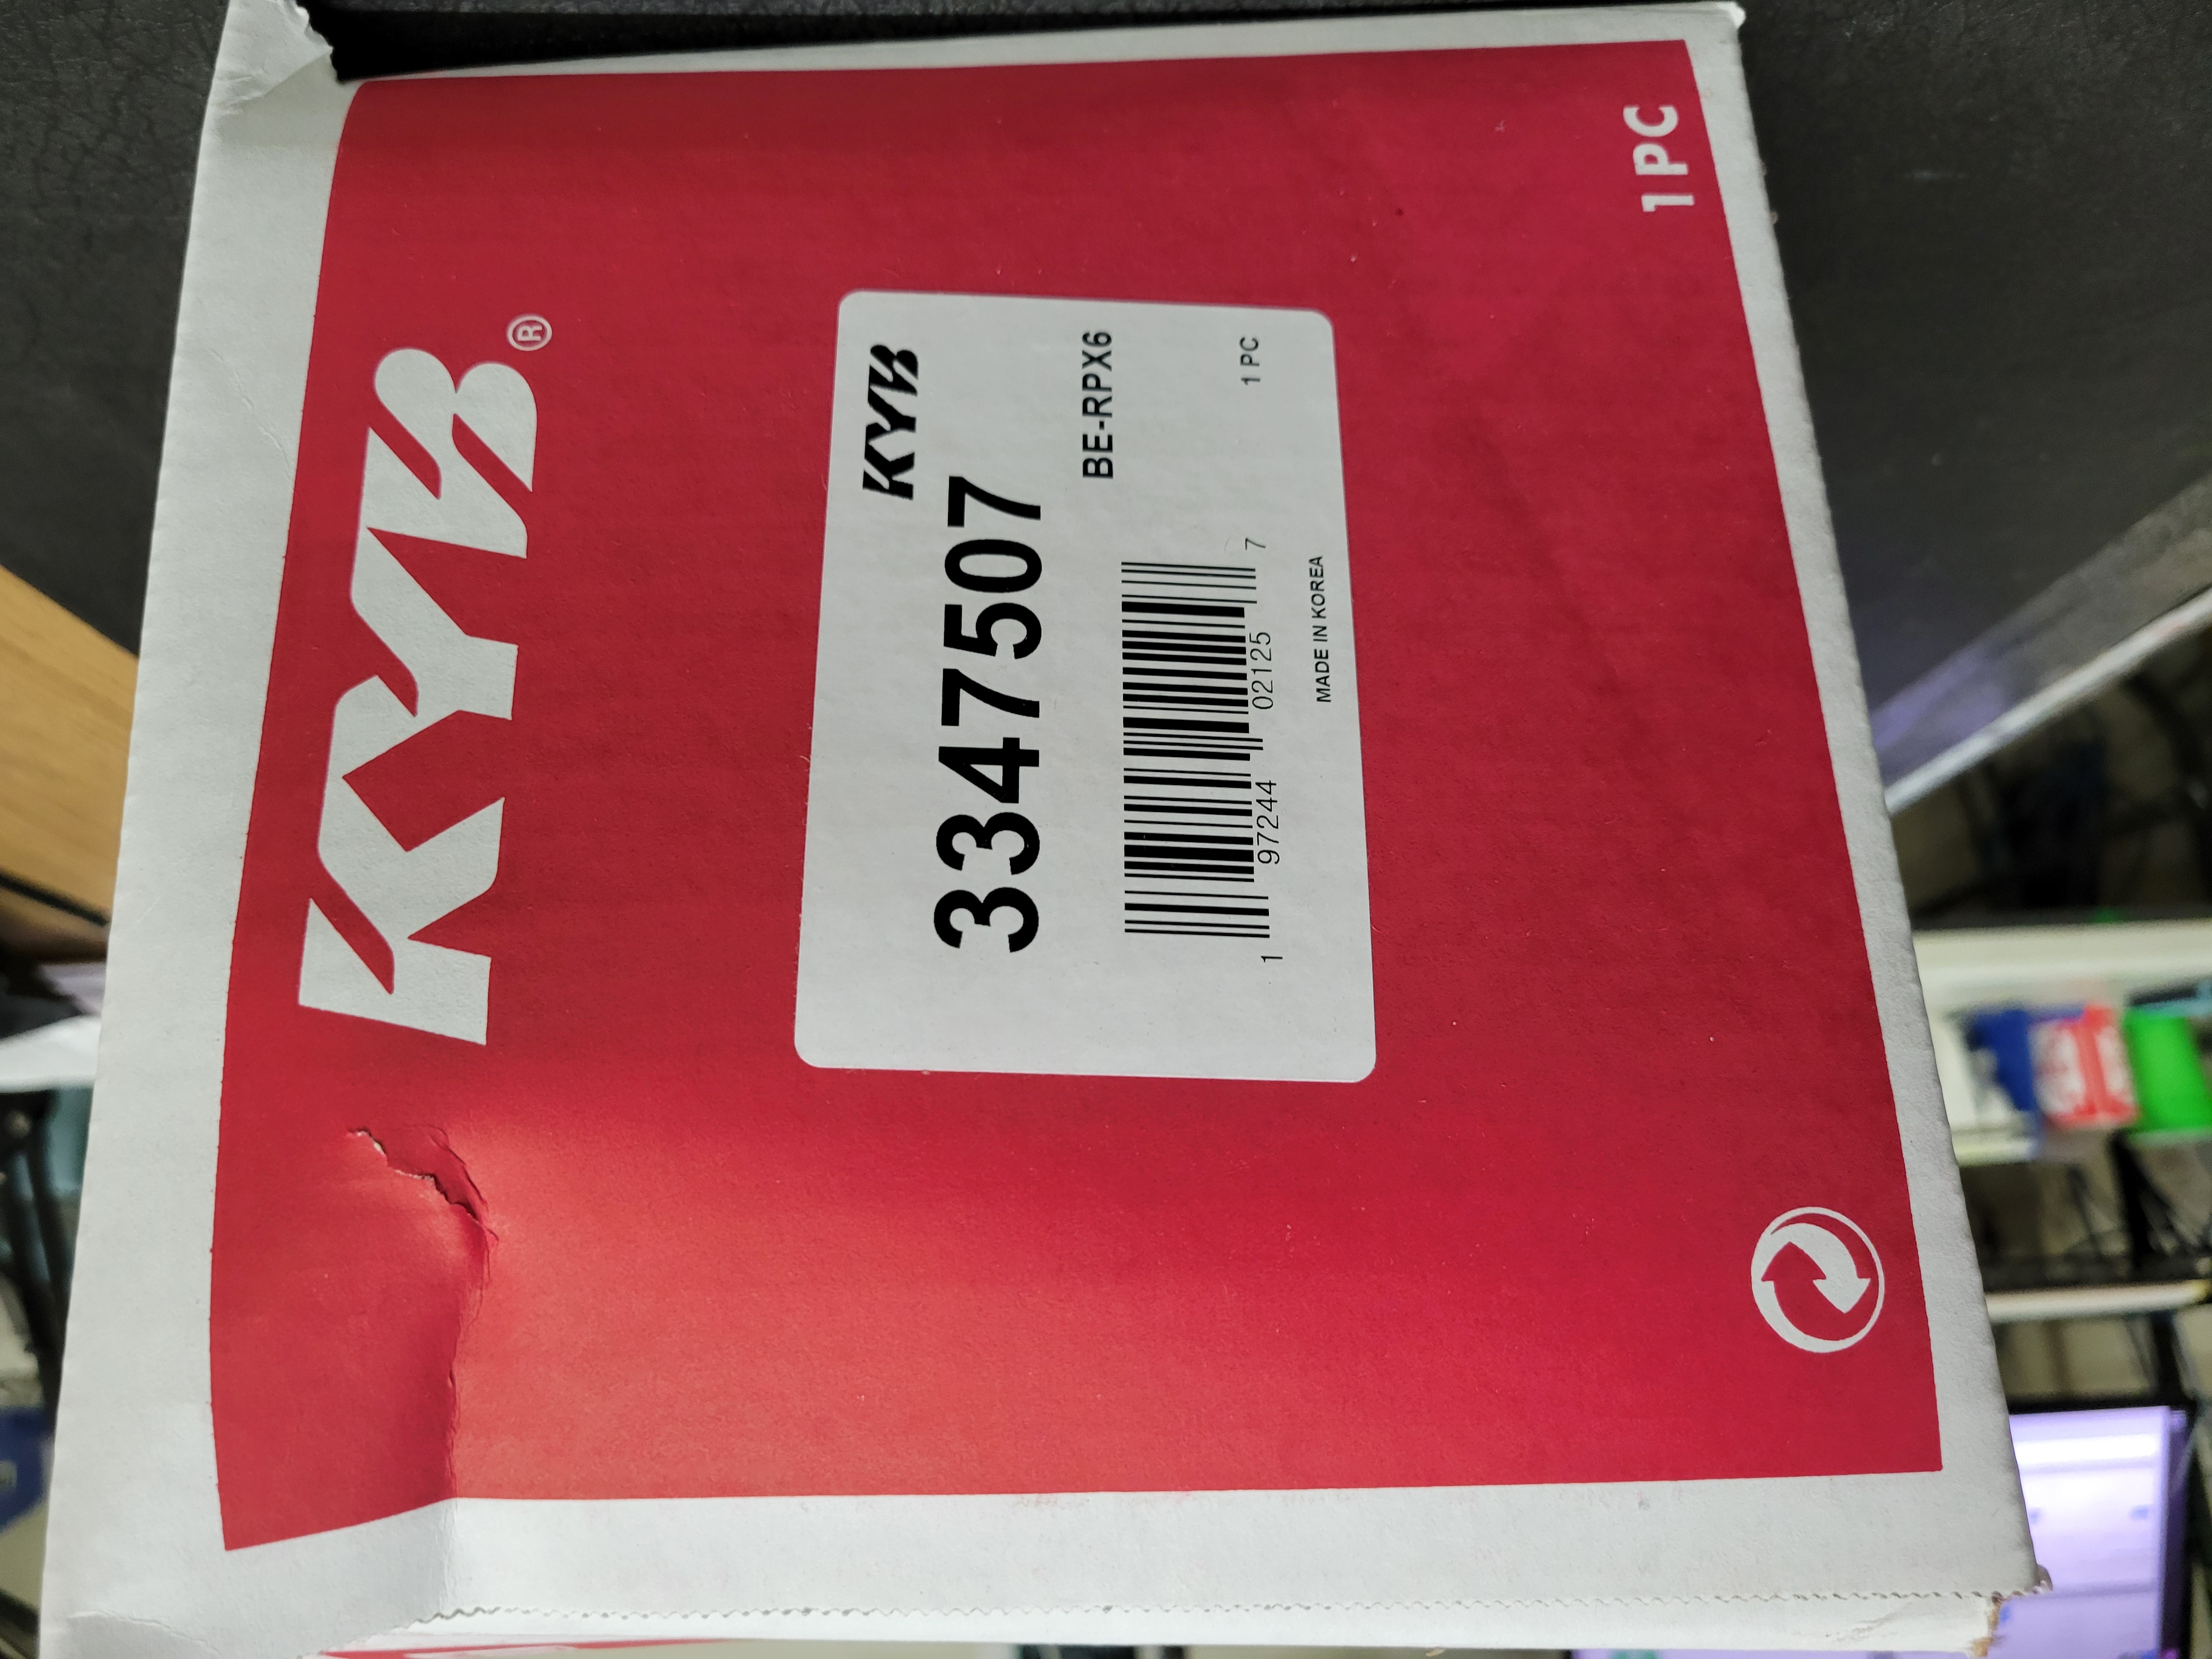 KYB®
KYB
3347507
BE-RPX6
1 97244 02125 7
1 PC
MADE IN KOREA
1 PC